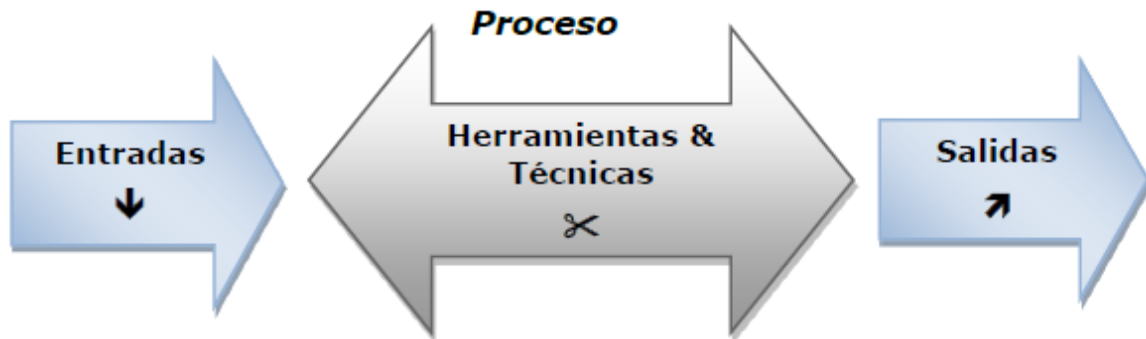 Proceso
Entradas
Herramientas &
Técnicas
Salidas